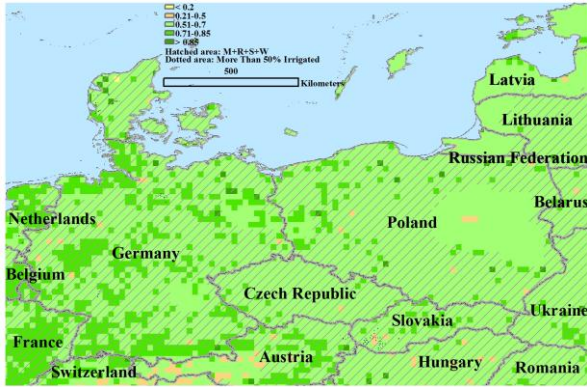 < 0.2
0.21-0.5
0.51-0.7
0.71-0.85
> 0.85
Hatched area: M+R+S+W
Dotted area: More Than 50% Irrigated
500
Kilometers
Latvia
Lithuania
Russian Federation
Belarus
Netherlands
Poland
Germany
Belgium
Czech Republic
Ukraine
Slovakia
France
Austria
Hungary
Switzerland
Romania